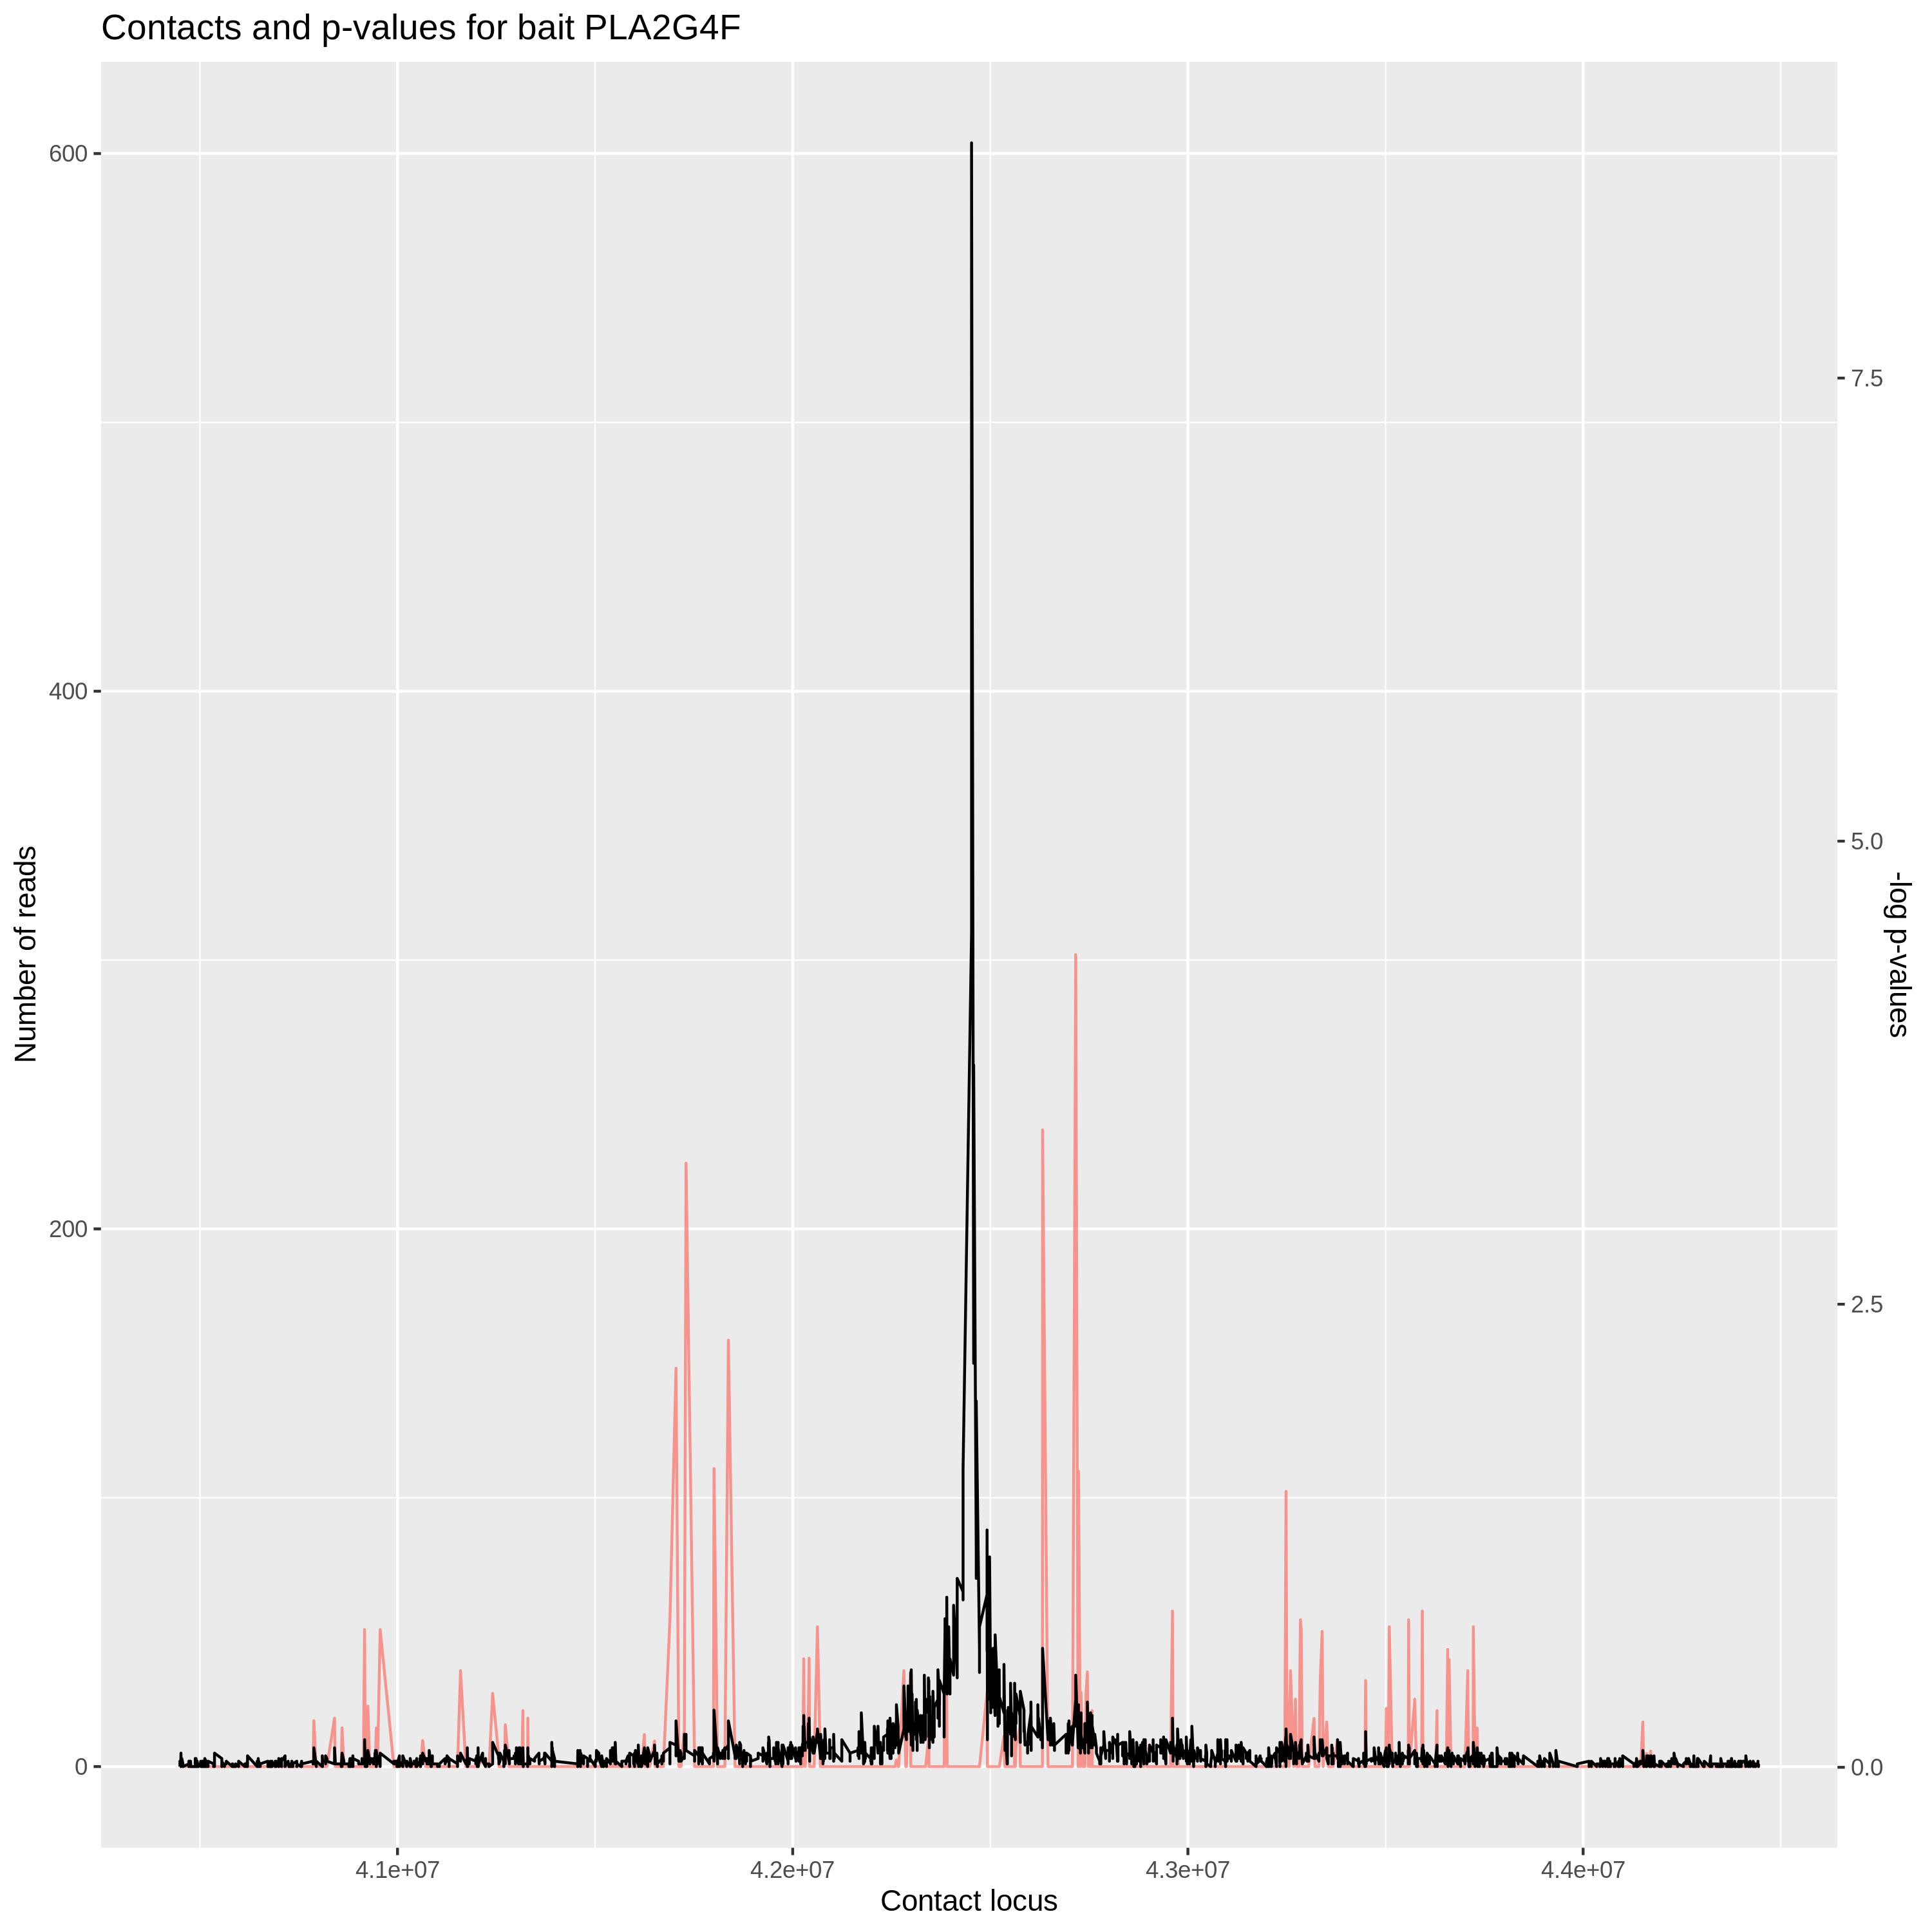 Contacts and p-values for bait PLA2G4F
600
400
200
0
Number of reads
7.5
5.0
2.5
0.0
-log p-values
4.1e+07 4.2e+07 4.3e+07 4.4e+07
Contact locus